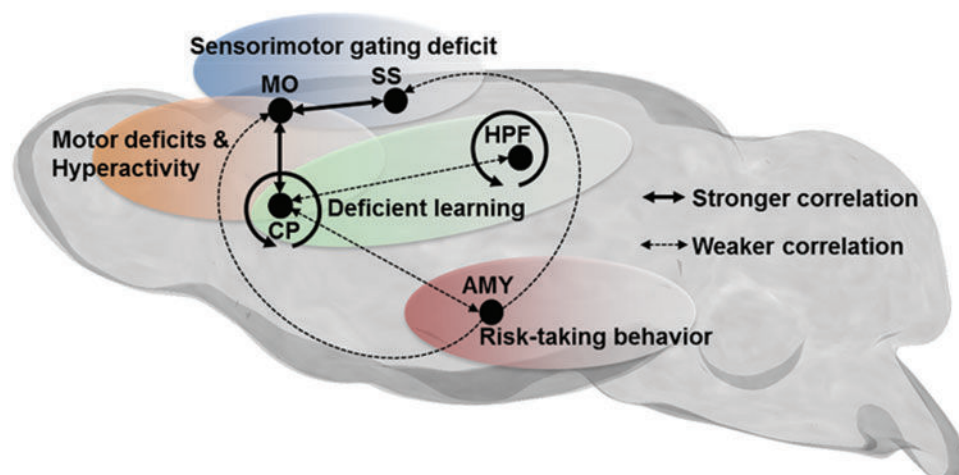 Sensorimotor gating deficit
MO
SS
Motor deficits &
Hyperactivity
HPF
Deficient learning
CP
Stronger correlation
Weaker correlation
AMY
Risk-taking behavior